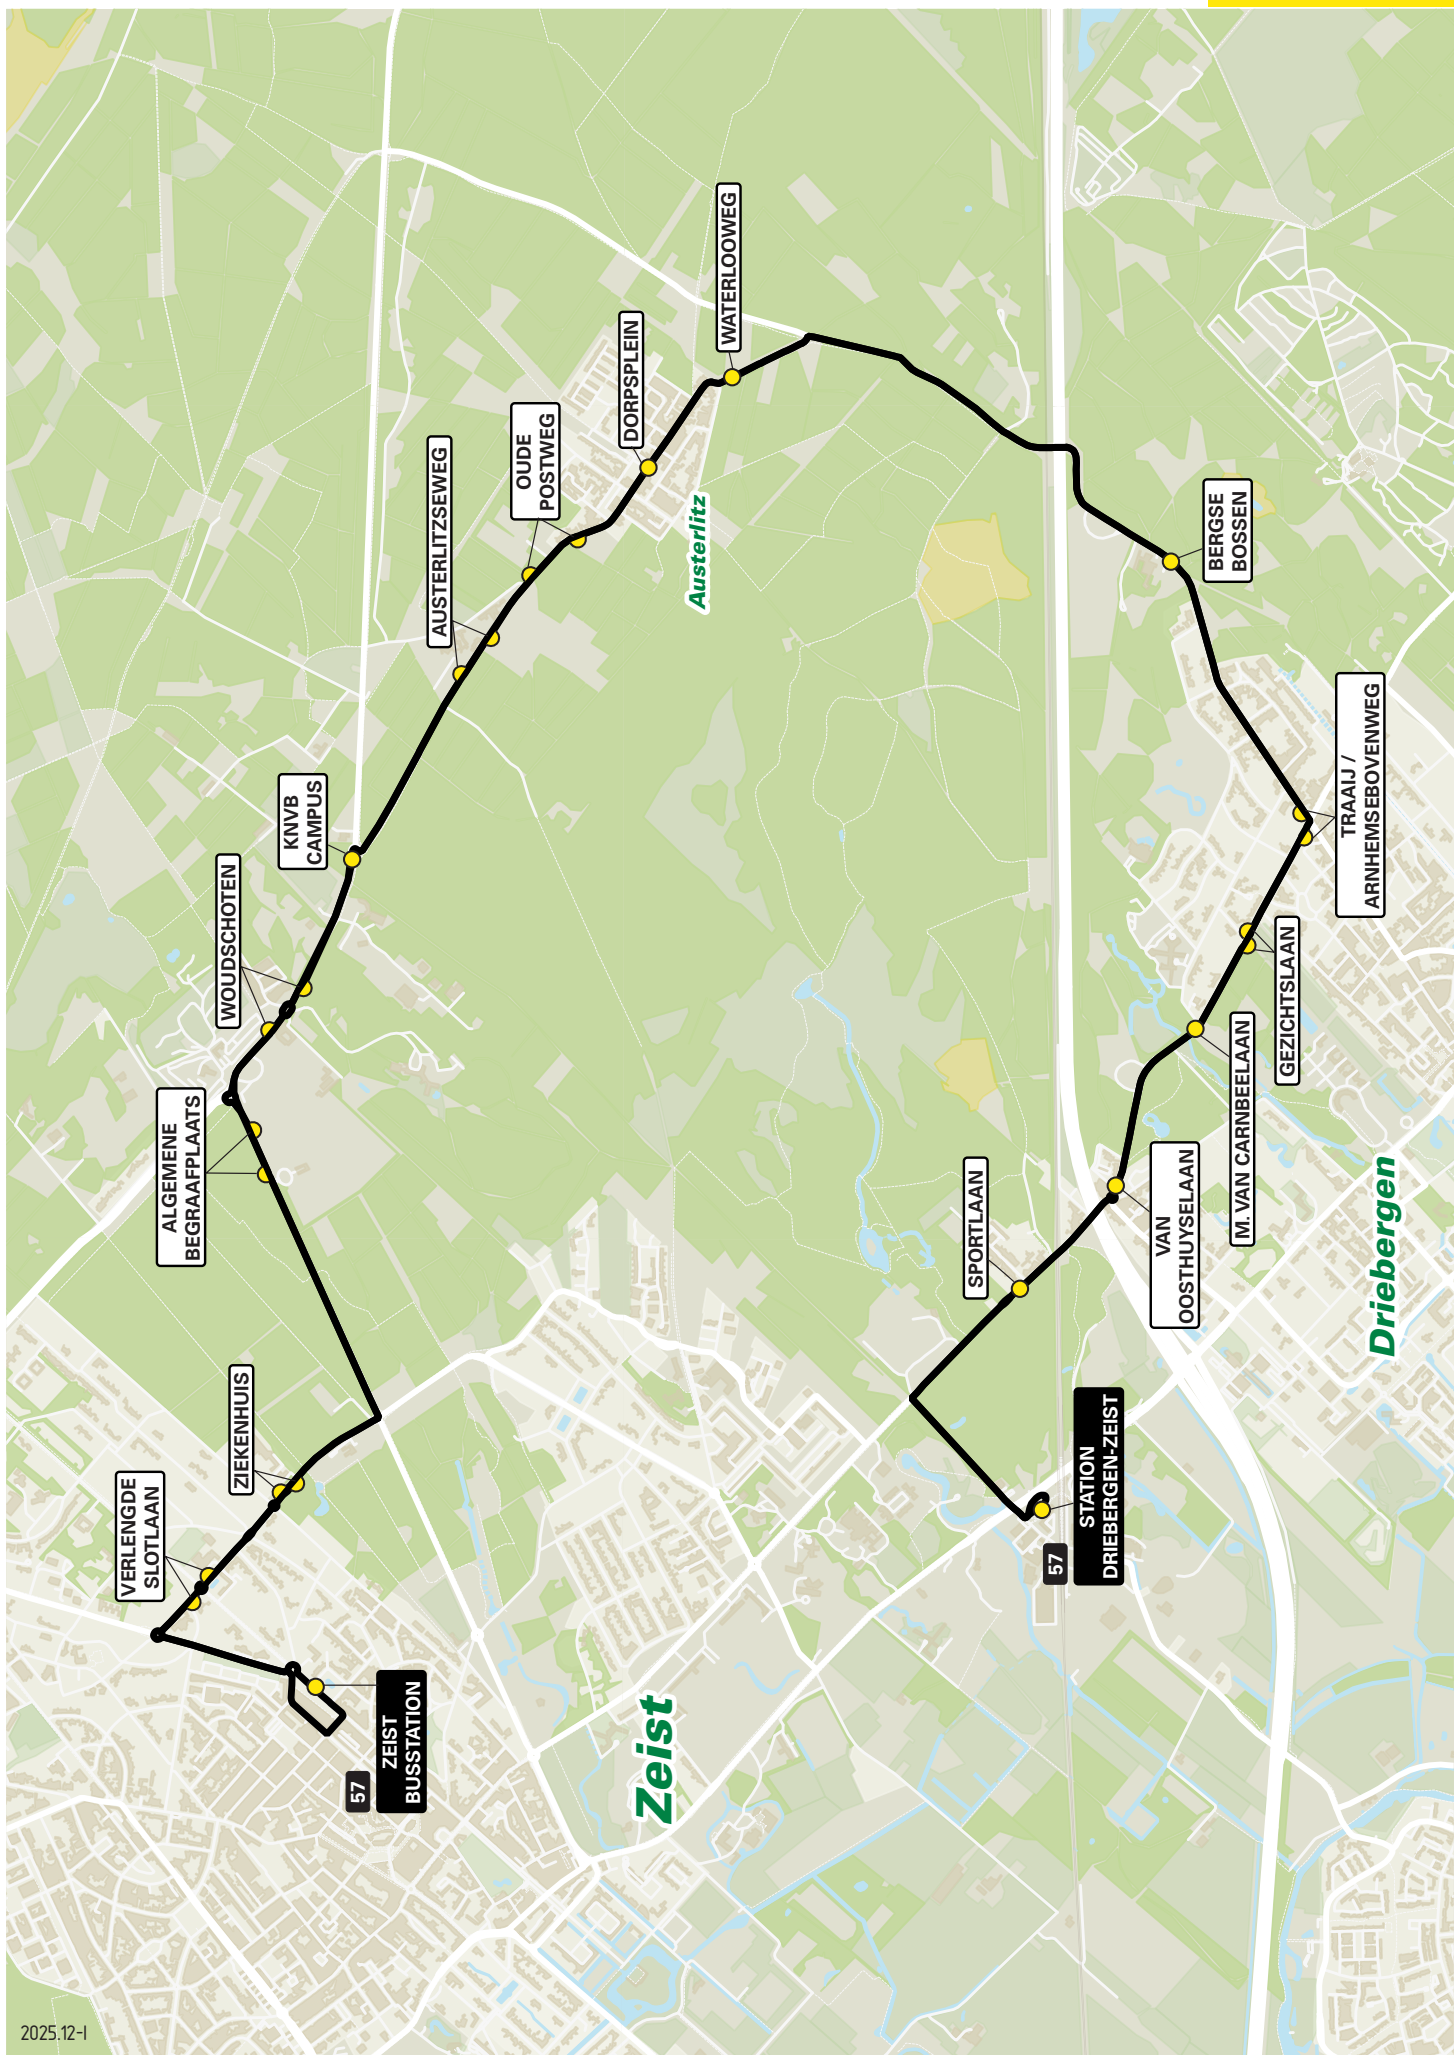 VERLENGDE
SLOTLAAN
ZIEKENHUIS
ALGEMENE
BEGRAAFPLAATS
WOUDSCHOTEN
KNVB
CAMPUS
AUSTERLITZSEWEG
OUDE
POSTWEG
DORPSPLEIN
WATERLOOWEG
Austerlitz
57
ZEIST
BUSSTATION
Zeist
SPORTLAAN
57
STATION
DRIEBERGEN-ZEIST
VAN
OOSTHUYSELAAN
M. VAN CARNBEELAAN
GEZICHTSLAAN
TRAAIJ /
ARNHEMSEBOVENWEG
BERGSE
BOSSEN
Driebergen
2025.12-I